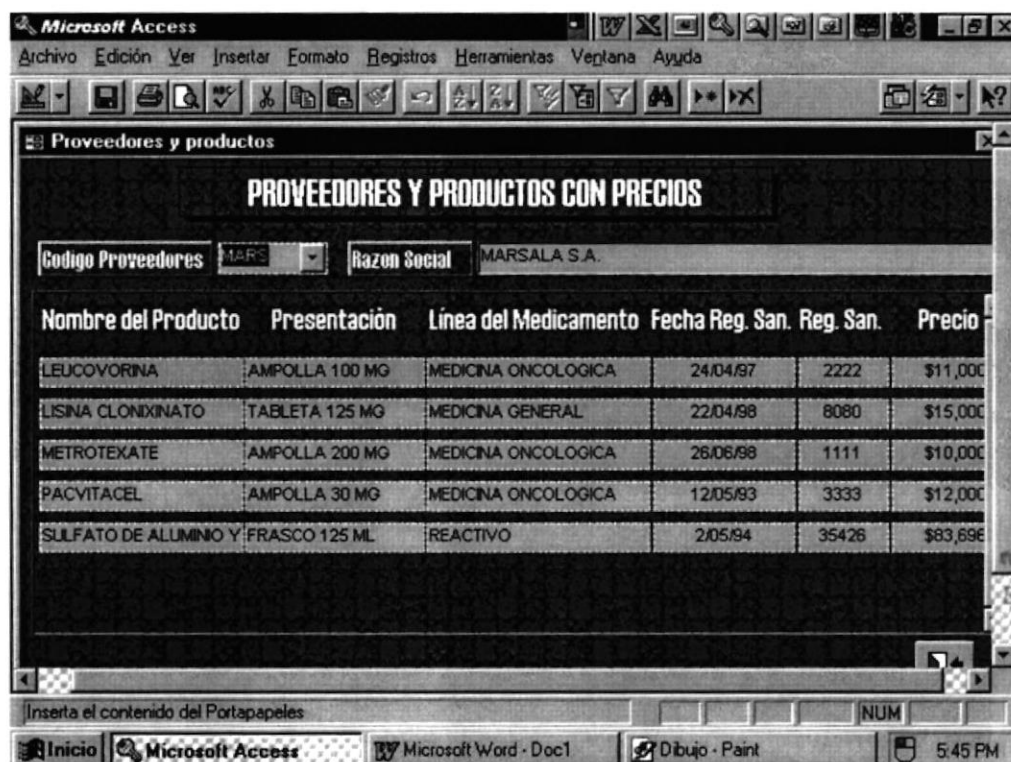 Microsoft Access
Archivo Edición Ver Insertar Formato Registros Herramientas Ventana Ayuda
Proveedores y productos
PROVEEDORES Y PRODUCTOS CON PRECIOS
Codigo Proveedores MARS Razon Social MARSALA S.A.
Nombre del Producto Presentación Línea del Medicamento Fecha Reg. San. Reg. San. Precio
LEUCOVORINA AMPOLLA 100 MG MEDICINA ONCOLOGICA 24/04/97 2222 $11,000
LISINA CLONIXINATO TABLETA 125 MG MEDICINA GENERAL 22/04/98 8080 $15,000
METROTEXATE AMPOLLA 200 MG MEDICINA ONCOLOGICA 26/06/98 1111 $10,000
PACVITACEL AMPOLLA 30 MG MEDICINA ONCOLOGICA 12/05/93 3333 $12,000
SULFATO DE ALUMINIO Y FRASCO 125 ML REACTIVO 2/05/94 35426 $83,696
Inserta el contenido del Portapapeles NUM
Inicio Microsoft Access Microsoft Word - Doc1 Dibujo - Paint 5:45 PM